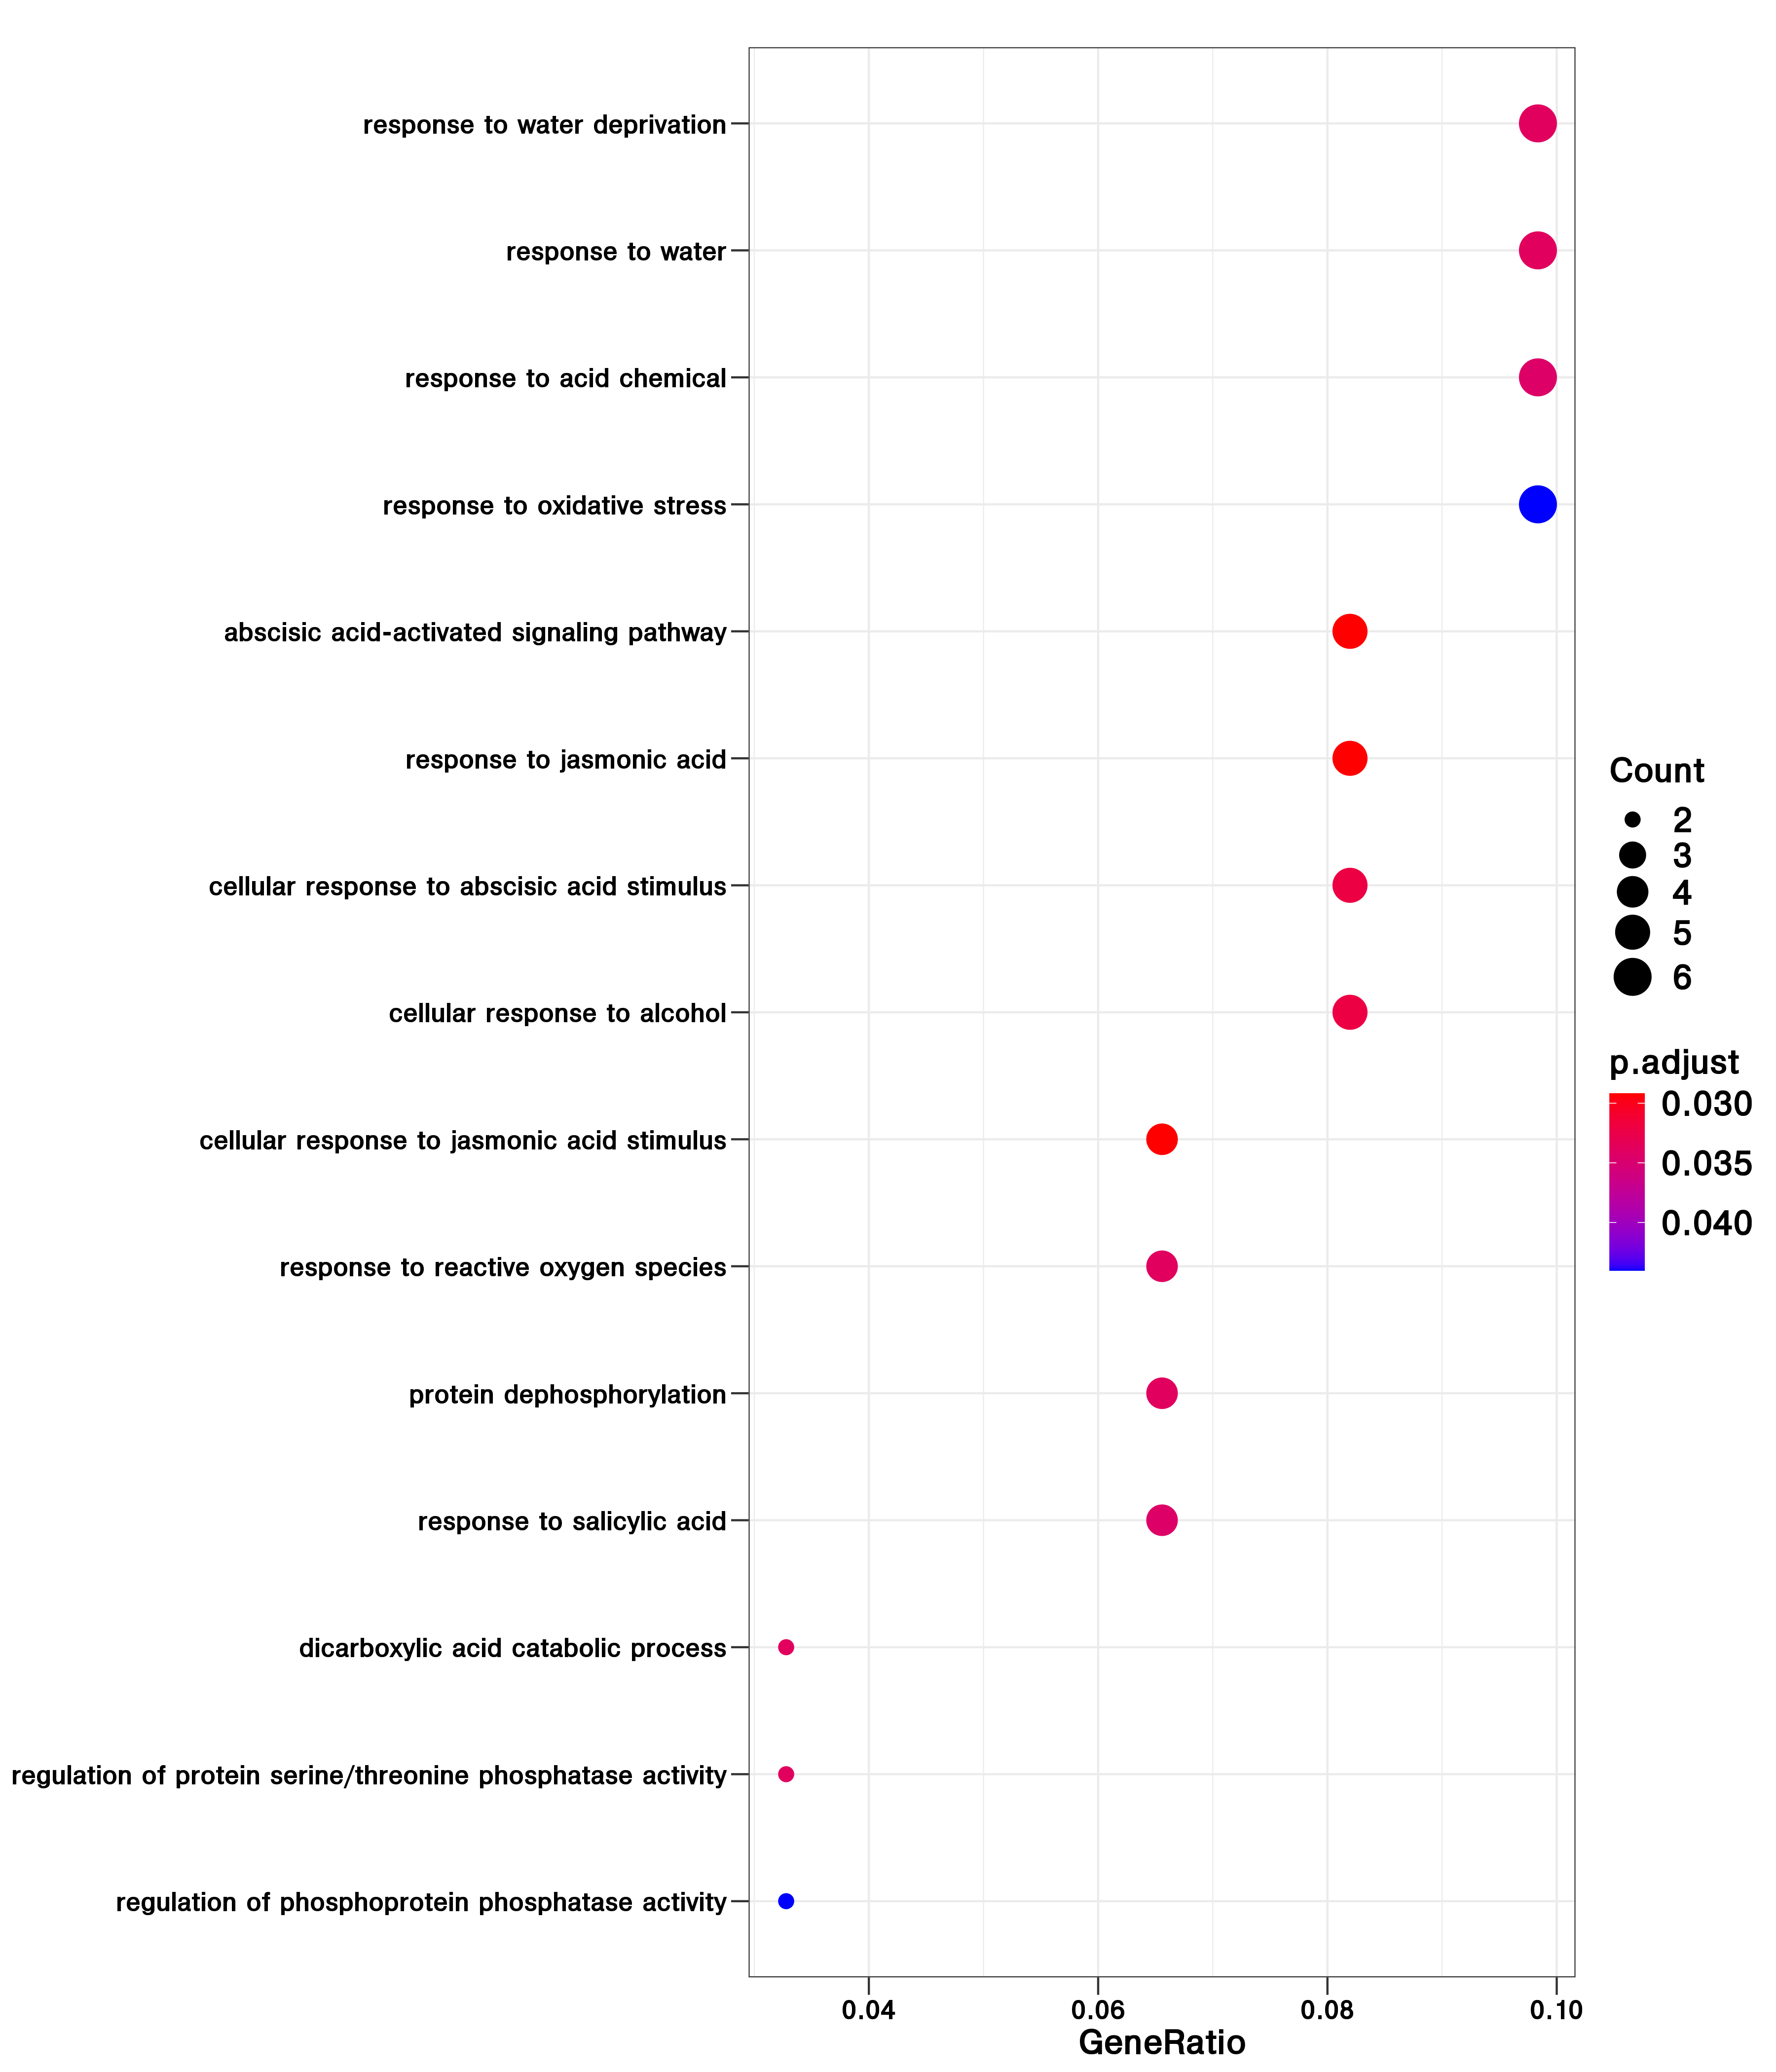 response to water deprivation
response to water
response to acid chemical
response to oxidative stress
abscisic acid-activated signaling pathway
response to jasmonic acid
cellular response to abscisic acid stimulus
cellular response to alcohol
cellular response to jasmonic acid stimulus
response to reactive oxygen species
protein dephosphorylation
response to salicylic acid
dicarboxylic acid catabolic process
regulation of protein serine/threonine phosphatase activity
regulation of phosphoprotein phosphatase activity
0.04 0.06 0.08 0.10
GeneRatio
Count
2
3
4
5
6
p.adjust
0.030
0.035
0.040